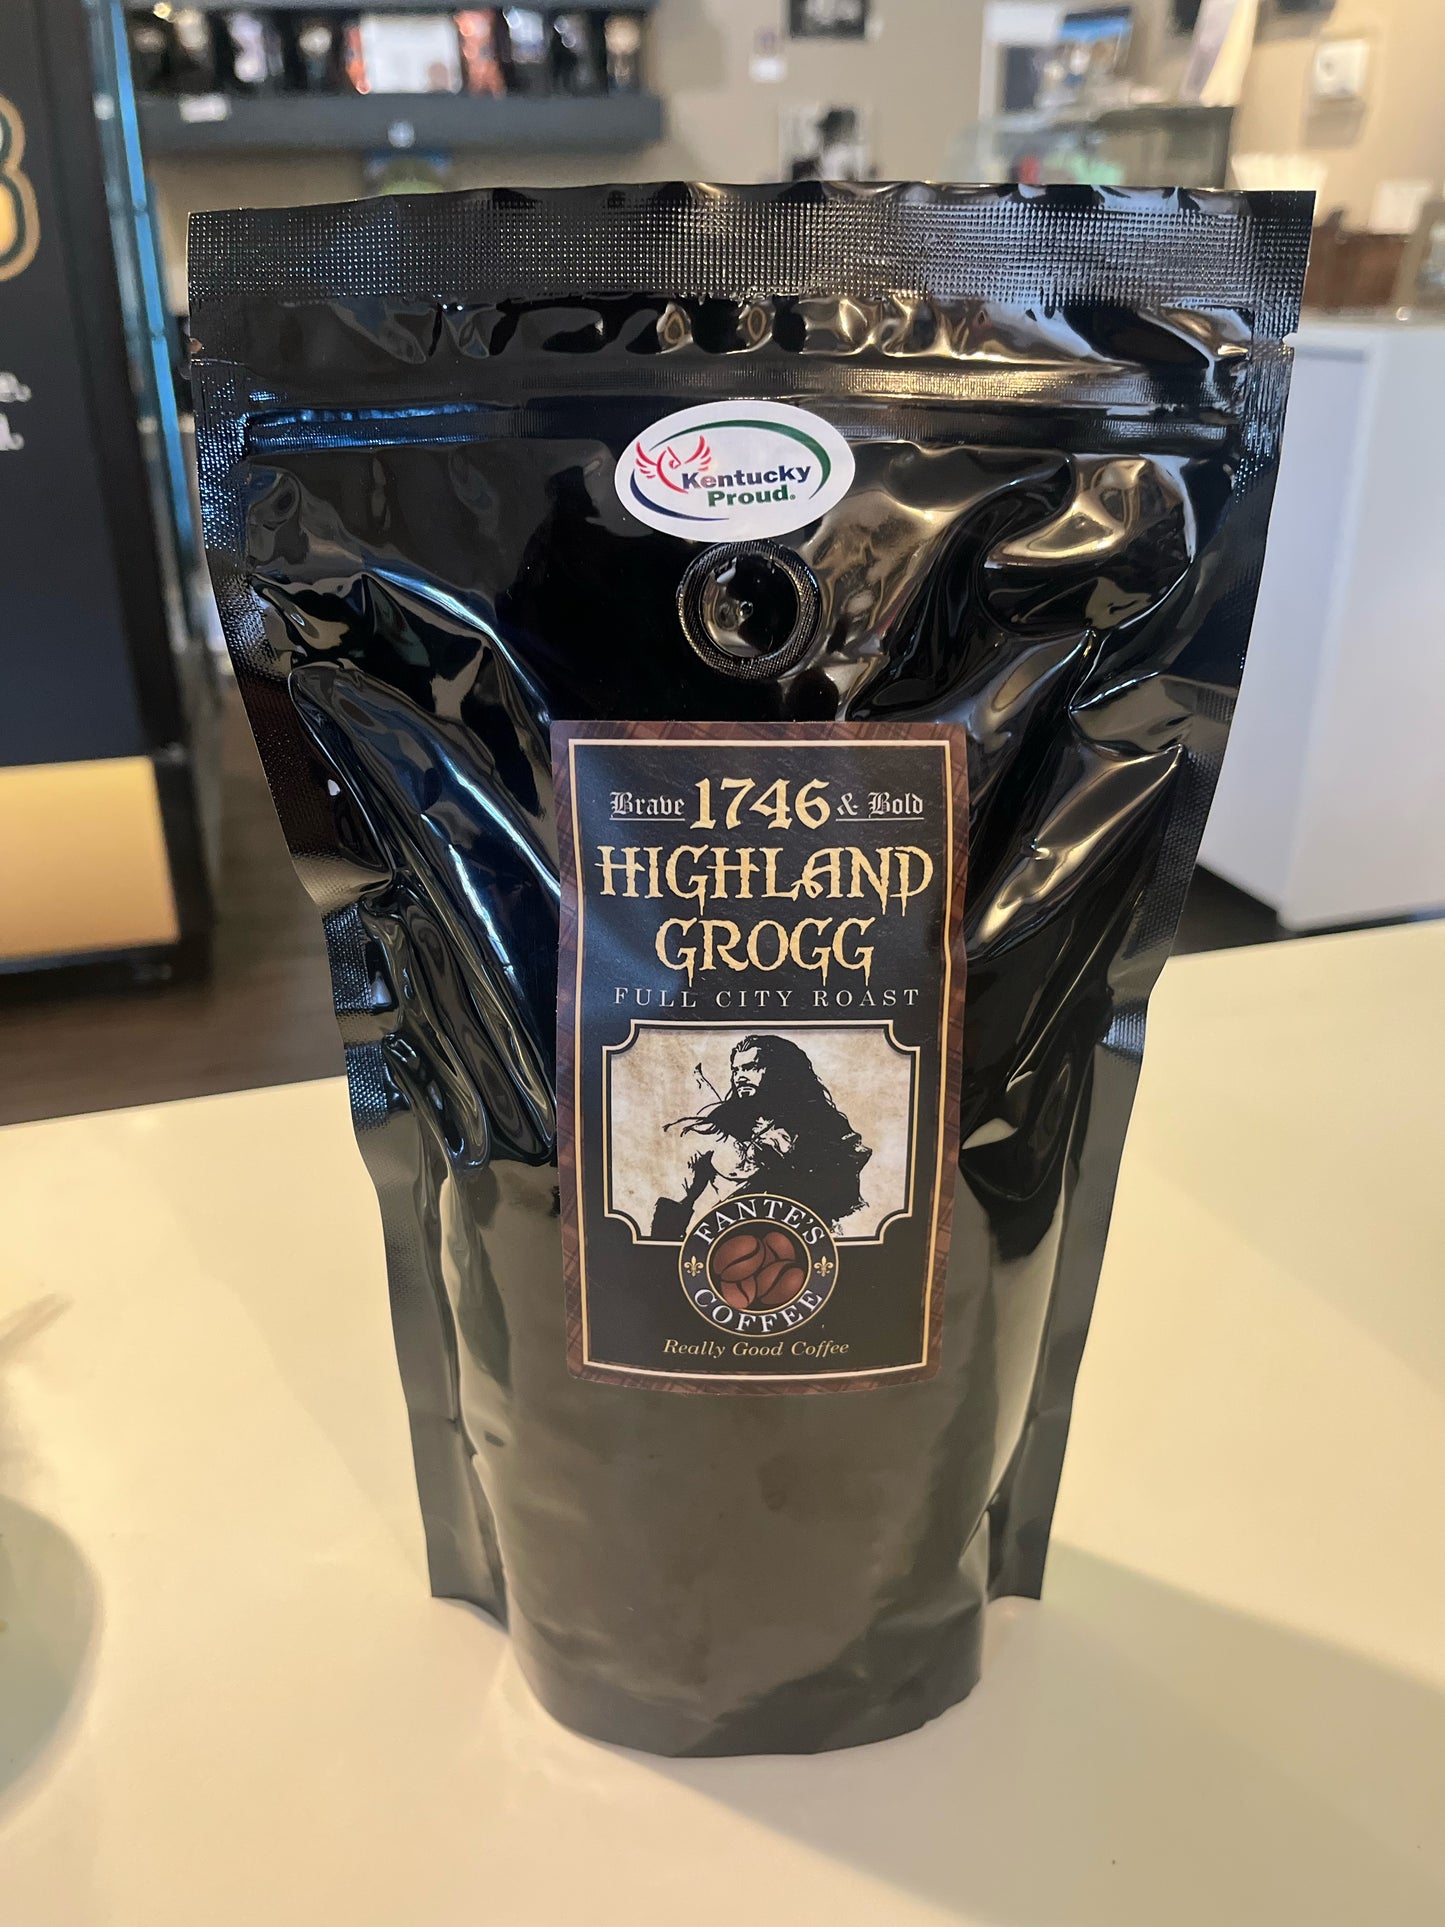 Kentucky
Proud®
Brave 1746 & Bold
HIGHLAND
GROGG
FULL CITY ROAST
FANTE'S
COFFEE
Really Good Coffee